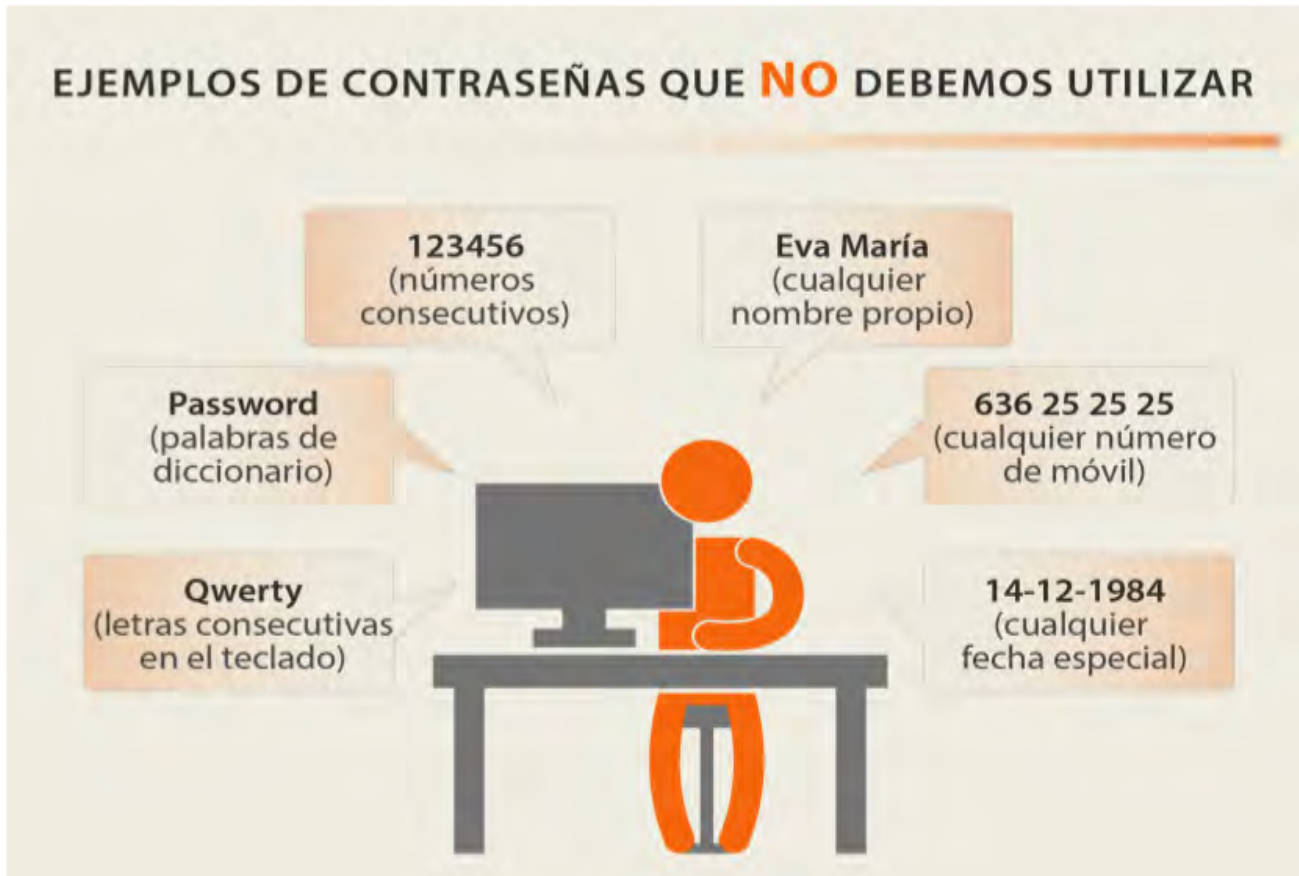 EJEMPLOS DE CONTRASEÑAS QUE NO DEBEMOS UTILIZAR
123456
(números
consecutivos)
Eva María
(cualquier
nombre propio)
Password
(palabras de
diccionario)
636 25 25 25
(cualquier número
de móvil)
Qwerty
(letras consecutivas
en el teclado)
14-12-1984
(cualquier
fecha especial)